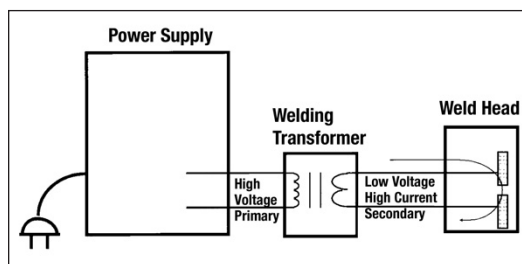 Power Supply
Welding
Transformer
Weld Head
High
Voltage
Primary
Low Voltage
High Current
Secondary